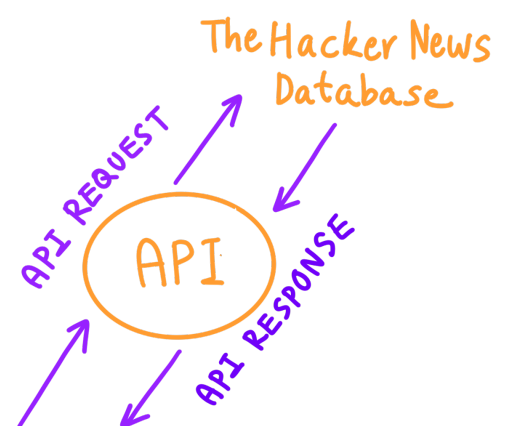 The Hacker News
Database
API REQUEST
API
API RESPONSE